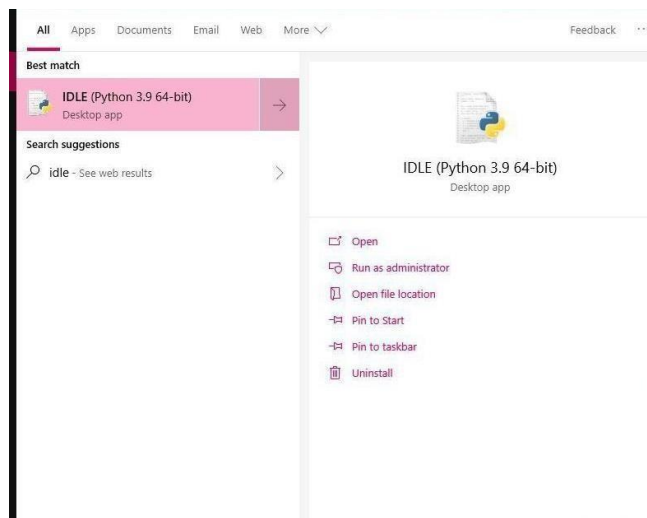 All Apps Documents Email Web More Feedback ...
Best match
IDLE (Python 3.9 64-bit)
Desktop app
Search suggestions
idle - See web results
IDLE (Python 3.9 64-bit)
Desktop app
Open
Run as administrator
Open file location
Pin to Start
Pin to taskbar
Uninstall